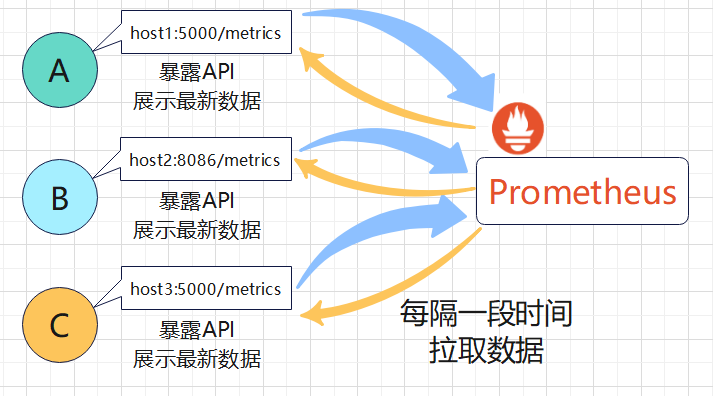 A
host1:5000/metrics
暴露API
展示最新数据
B
host2:8086/metrics
暴露API
展示最新数据
C
host3:5000/metrics
暴露API
展示最新数据
Prometheus
每隔一段时间
拉取数据